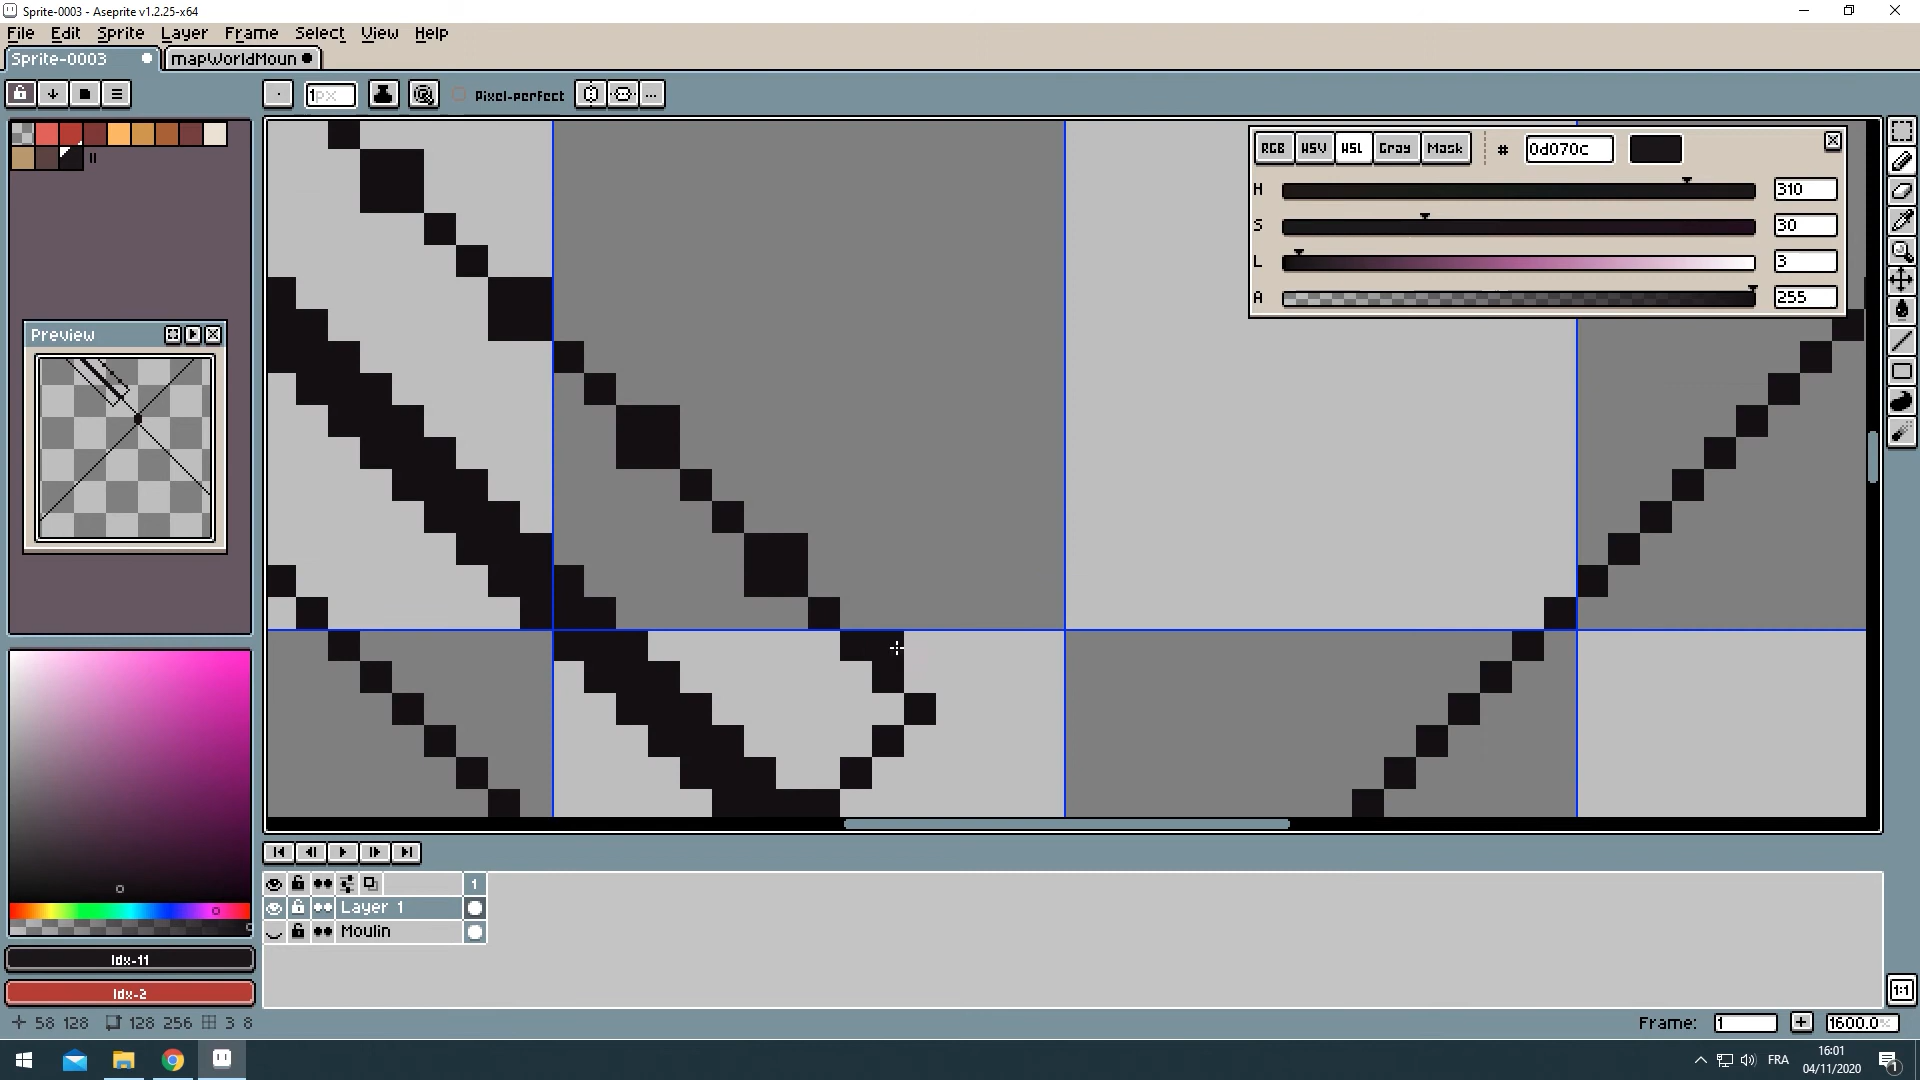 Sprite-0003 - Aseprite v1.2.25-x64
File Edit Sprite Layer Frame Select View Help
Sprite-0003 mapWorldMoun
1px Pixel-perfect
RGB HSV HSL Gray Mask # 0d070c
H 310
S 30
L 3
A 255
Preview
1
Layer 1
Moulin
Idx-11
Idx-2
58 128 128 256 3 8
Frame: 1 + 1600.0% 1:1
FRA 16:01
04/11/2020 1